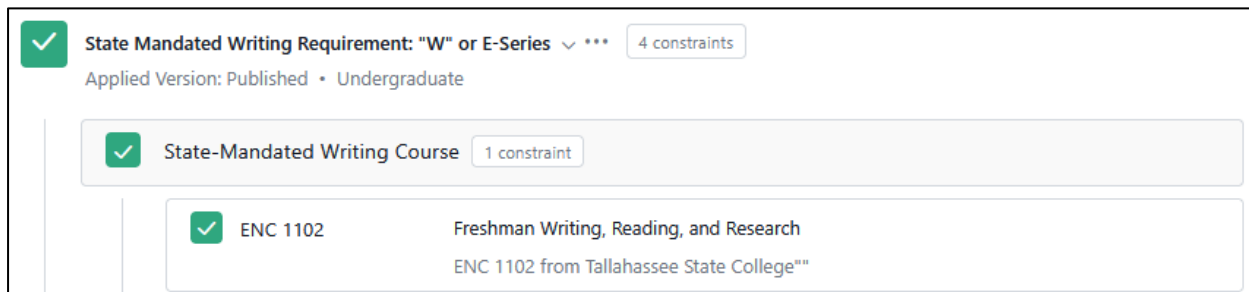 State Mandated Writing Requirement: "W" or E-Series 4 constraints
Applied Version: Published • Undergraduate
State-Mandated Writing Course 1 constraint
ENC 1102 Freshman Writing, Reading, and Research
ENC 1102 from Tallahassee State College""